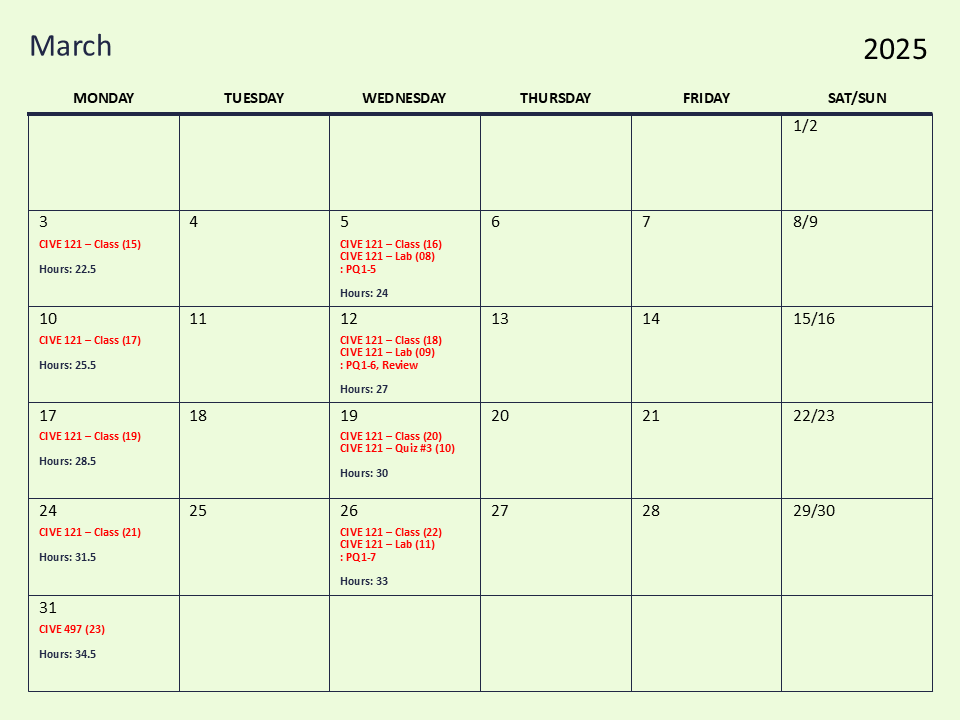 March
2025
MONDAY
TUESDAY
WEDNESDAY
THURSDAY
FRIDAY
SAT/SUN
1/2
3
CIVE 121 – Class (15)
Hours: 22.5
4
5
CIVE 121 – Class (16)
CIVE 121 – Lab (08)
: PQ1-5
Hours: 24
6
7
8/9
10
CIVE 121 – Class (17)
Hours: 25.5
11
12
CIVE 121 – Class (18)
CIVE 121 – Lab (09)
: PQ1-6, Review
Hours: 27
13
14
15/16
17
CIVE 121 – Class (19)
Hours: 28.5
18
19
CIVE 121 – Class (20)
CIVE 121 – Quiz #3 (10)
Hours: 30
20
21
22/23
24
CIVE 121 – Class (21)
Hours: 31.5
25
26
CIVE 121 – Class (22)
CIVE 121 – Lab (11)
: PQ1-7
Hours: 33
27
28
29/30
31
CIVE 497 (23)
Hours: 34.5